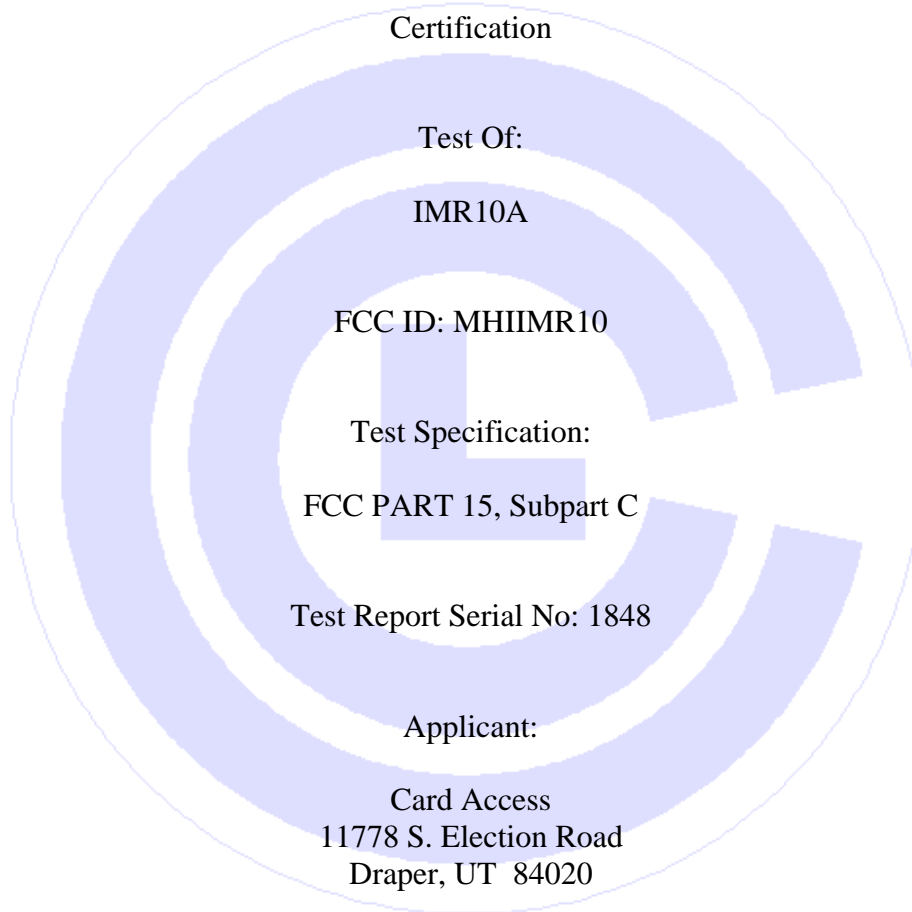 Certification
Test Of:
IMR10A
FCC ID: MHIIMR10
Test Specification:
FCC PART 15, Subpart C
Test Report Serial No: 1848
Applicant:
Card Access
11778 S. Election Road
Draper, UT  84020